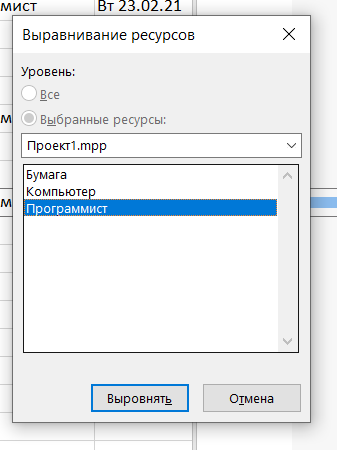 мист
Вт 23.02.21
Выравнивание ресурсов
Уровень:
Все
Выбранные ресурсы:
Проект1.mpp
Бумага
Компьютер
Программист
Выровнять
Отмена